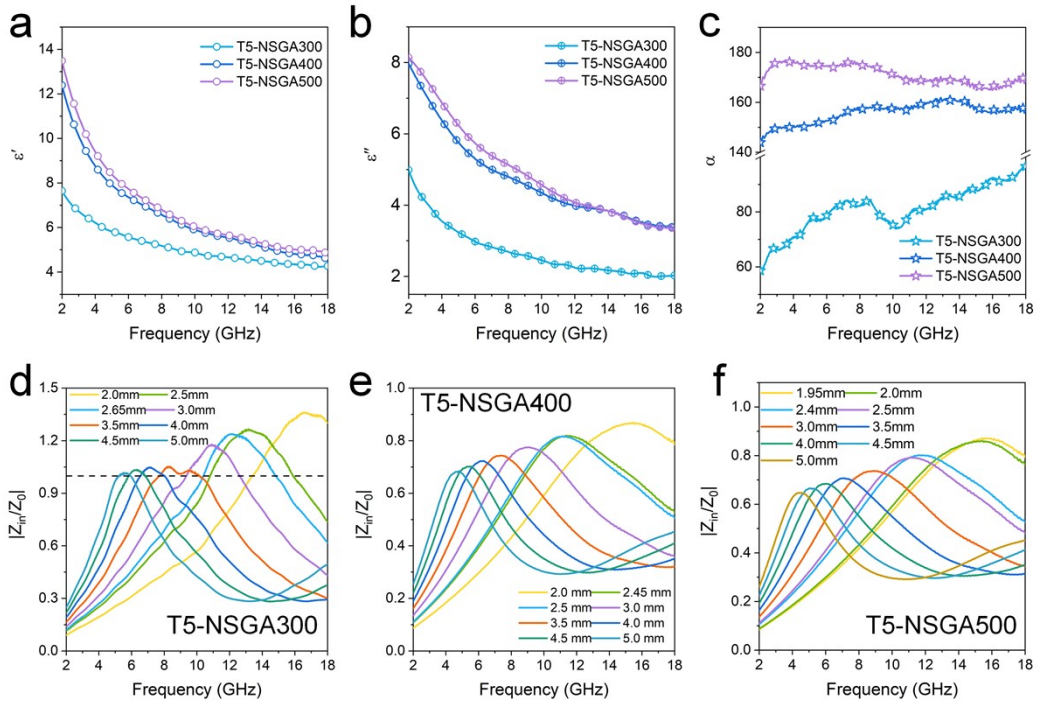 a
14
12
10
8
6
4
ε′
2 4 6 8 10 12 14 16 18
Frequency (GHz)
T5-NSGA300
T5-NSGA400
T5-NSGA500
b
8
6
4
2
ε″
2 4 6 8 10 12 14 16 18
Frequency (GHz)
T5-NSGA300
T5-NSGA400
T5-NSGA500
c
180
160
140
80
60
α
2 4 6 8 10 12 14 16 18
Frequency (GHz)
T5-NSGA300
T5-NSGA400
T5-NSGA500
d
1.5
1.2
0.9
0.6
0.3
0.0
|Zin/Z0|
2.0mm 2.5mm
2.65mm 3.0mm
3.5mm 4.0mm
4.5mm 5.0mm
T5-NSGA300
2 4 6 8 10 12 14 16 18
Frequency (GHz)
e
1.0
0.8
0.6
0.4
0.2
0.0
|Zin/Z0|
T5-NSGA400
2.0 mm 2.45 mm
2.5 mm 3.0 mm
3.5 mm 4.0 mm
4.5 mm 5.0 mm
2 4 6 8 10 12 14 16 18
Frequency (GHz)
f
1.0
0.8
0.6
0.4
0.2
0.0
|Zin/Z0|
1.95mm 2.0mm
2.4mm 2.5mm
3.0mm 3.5mm
4.0mm 4.5mm
5.0mm
T5-NSGA500
2 4 6 8 10 12 14 16 18
Frequency (GHz)